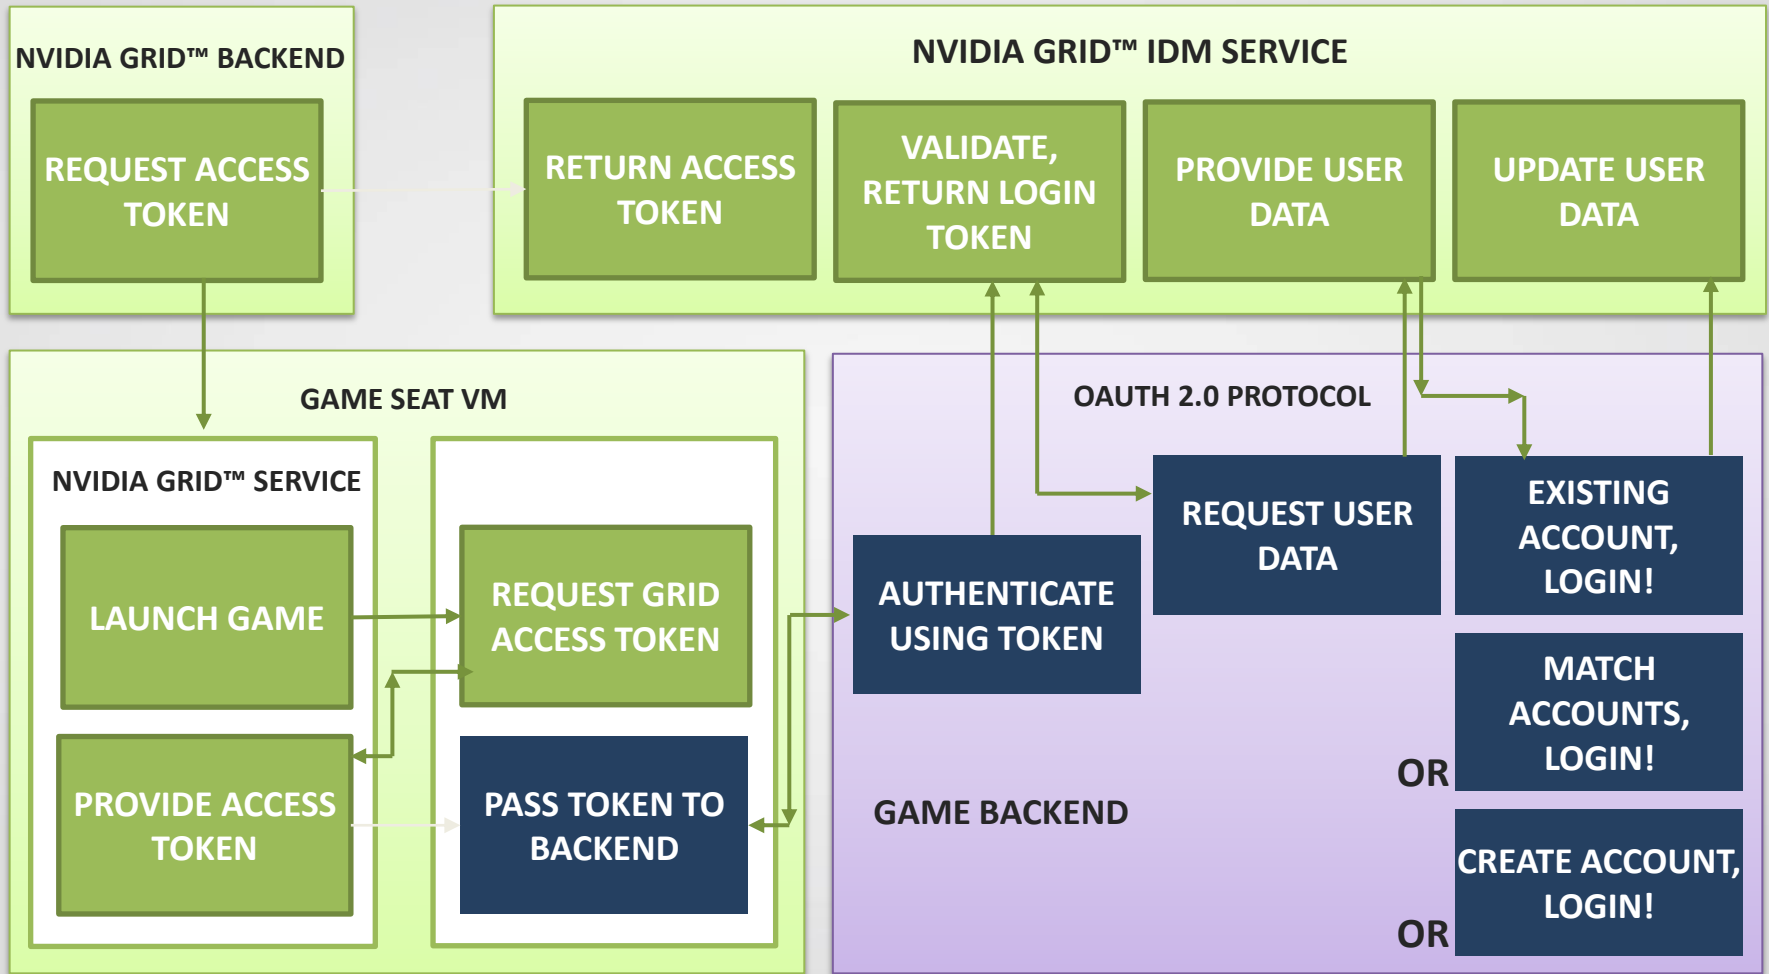 NVIDIA GRID™ BACKEND
REQUEST ACCESS
TOKEN
NVIDIA GRID™ IDM SERVICE
RETURN ACCESS
TOKEN
VALIDATE,
RETURN LOGIN
TOKEN
PROVIDE USER
DATA
UPDATE USER
DATA
GAME SEAT VM
NVIDIA GRID™ SERVICE
LAUNCH GAME
REQUEST GRID
ACCESS TOKEN
PROVIDE ACCESS
TOKEN
PASS TOKEN TO
BACKEND
OAUTH 2.0 PROTOCOL
AUTHENTICATE
USING TOKEN
REQUEST USER
DATA
EXISTING
ACCOUNT,
LOGIN!
MATCH
ACCOUNTS,
LOGIN!
OR
GAME BACKEND
CREATE ACCOUNT,
LOGIN!
OR